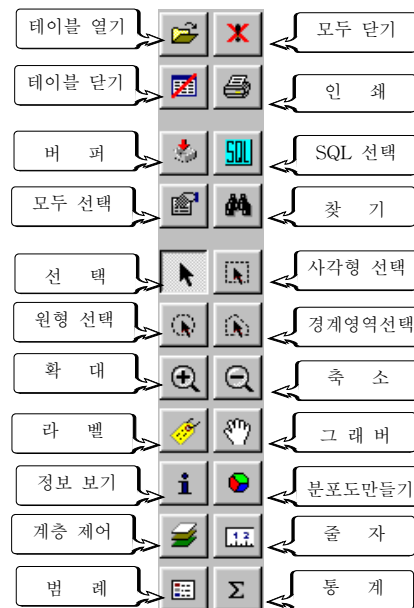 테이블 열기
모두 닫기
테이블 닫기
인 쇄
버 퍼
SQL
SQL 선택
모두 선택
찾 기
선 택
사각형 선택
원형 선택
경계영역선택
확 대
축 소
라 벨
그 래 버
정보 보기
i
분포도만들기
계층 제어
1 2
줄 자
범 례
Σ
통 계